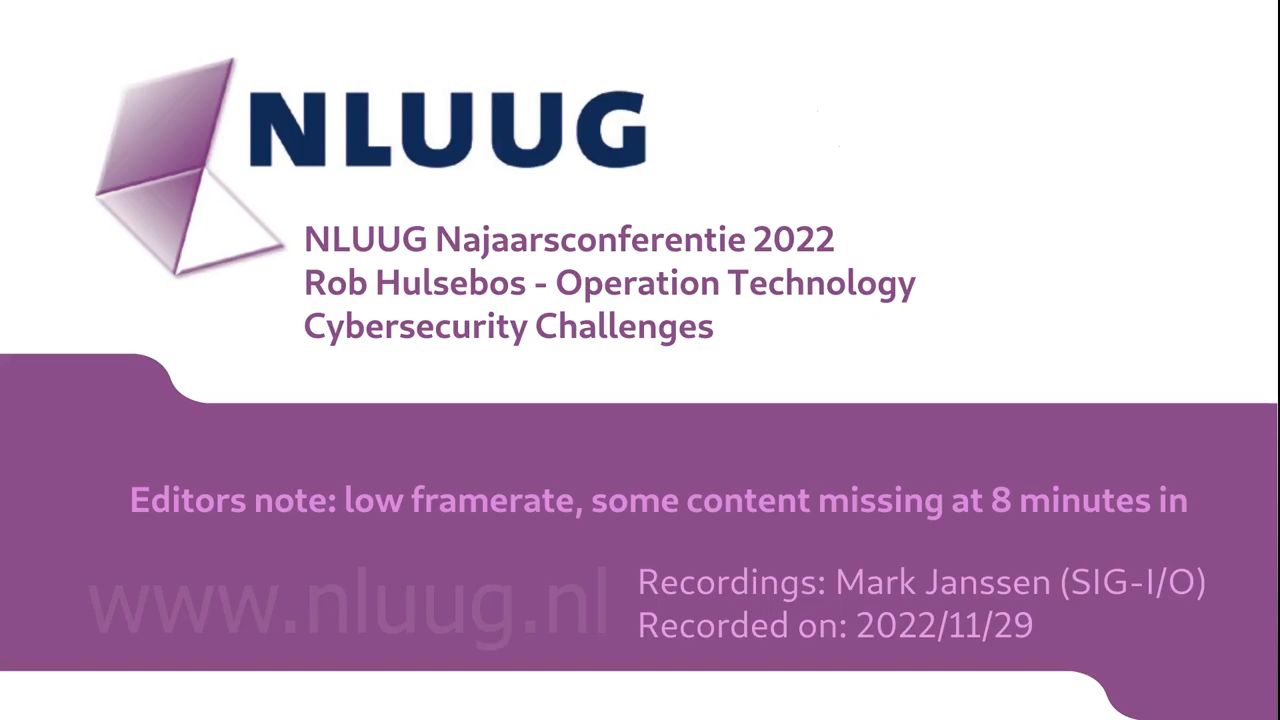 NLUUG
NLUUG Najaarsconferentie 2022
Rob Hulsebos - Operation Technology
Cybersecurity Challenges
Editors note: low framerate, some content missing at 8 minutes in
www.nluug.nl
Recordings: Mark Janssen (SIG-I/O)
Recorded on: 2022/11/29